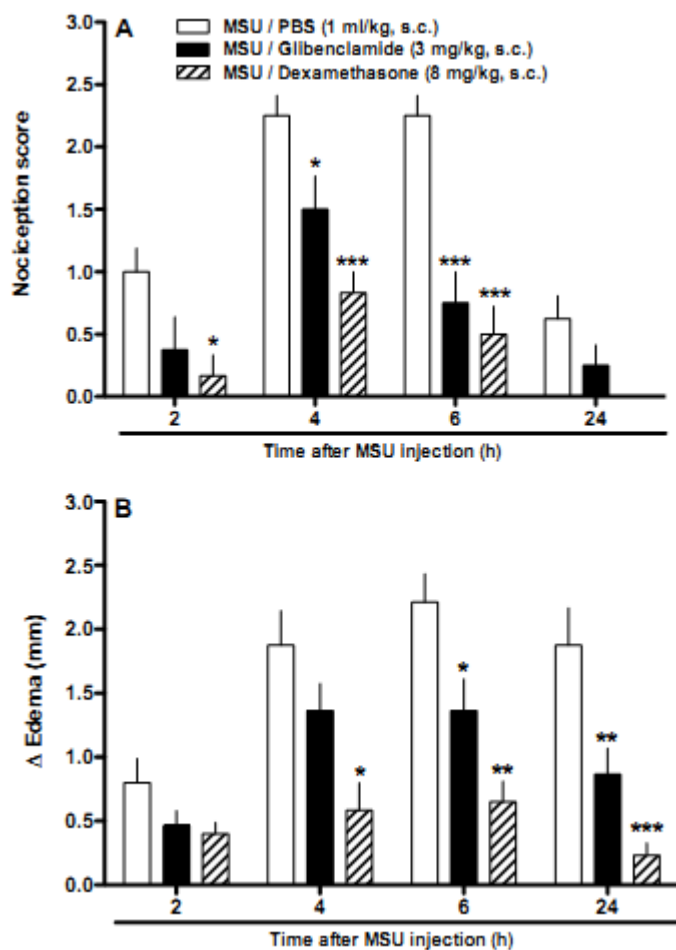 A
MSU / PBS (1 ml/kg, s.c.)
MSU / Glibenclamide (3 mg/kg, s.c.)
MSU / Dexamethasone (8 mg/kg, s.c.)
3.0
2.5
2.0
1.5
1.0
0.5
0.0
Nociception score
*
*
***
***
***
2 4 6 24
Time after MSU injection (h)
B
3.0
2.5
2.0
1.5
1.0
0.5
0.0
Δ Edema (mm)
*
*
**
**
***
2 4 6 24
Time after MSU injection (h)